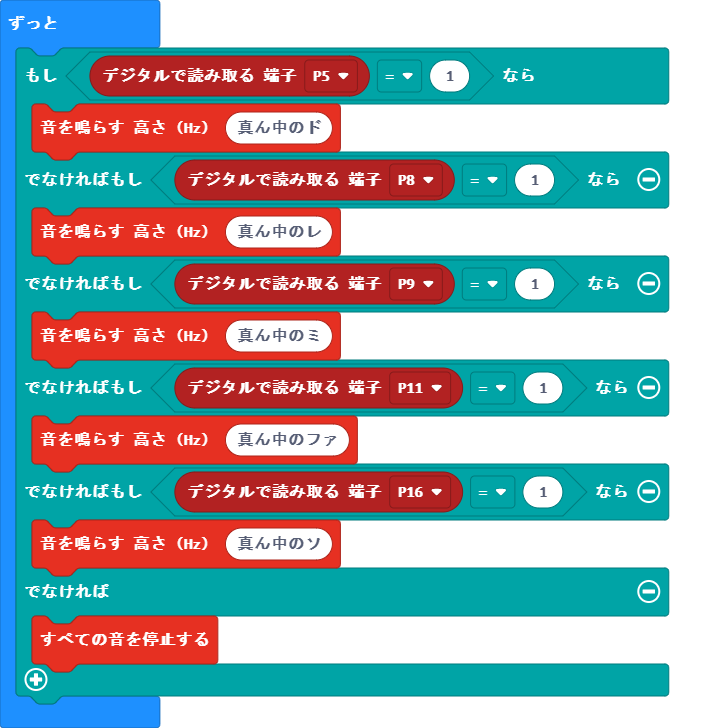 ずっと
もし デジタルで読み取る 端子 P5 = 1 なら
音を鳴らす 高さ（Hz） 真ん中のド
でなければもし デジタルで読み取る 端子 P8 = 1 なら
音を鳴らす 高さ（Hz） 真ん中のレ
でなければもし デジタルで読み取る 端子 P9 = 1 なら
音を鳴らす 高さ（Hz） 真ん中のミ
でなければもし デジタルで読み取る 端子 P11 = 1 なら
音を鳴らす 高さ（Hz） 真ん中のファ
でなければもし デジタルで読み取る 端子 P16 = 1 なら
音を鳴らす 高さ（Hz） 真ん中のソ
でなければ
すべての音を停止する